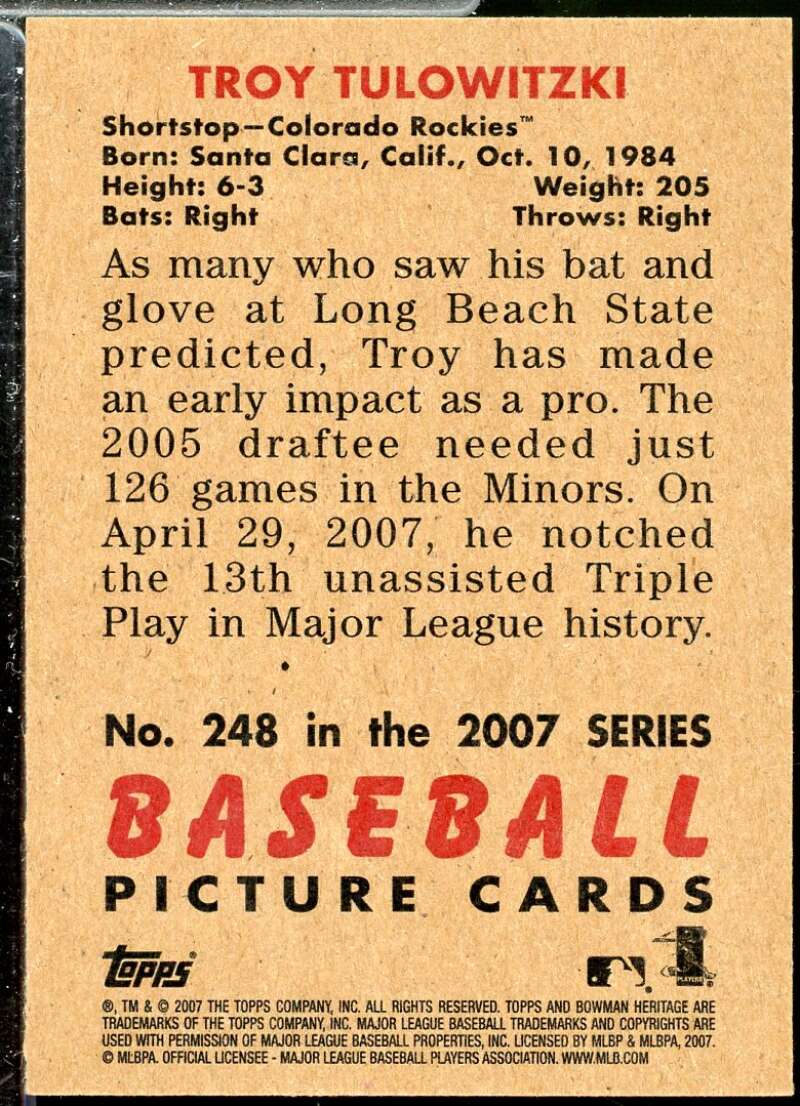 TROY TULOWITZKI
Shortstop—Colorado Rockies™
Born: Santa Clara, Calif., Oct. 10, 1984
Height: 6-3 Weight: 205
Bats: Right Throws: Right
As many who saw his bat and
glove at Long Beach State
predicted, Troy has made
an early impact as a pro. The
2005 draftee needed just
126 games in the Minors. On
April 29, 2007, he notched
the 13th unassisted Triple
Play in Major League history.
No. 248 in the 2007 SERIES
BASEBALL
PICTURE CARDS
Topps®
PLAYERS
®, TM & © 2007 THE TOPPS COMPANY, INC. ALL RIGHTS RESERVED. TOPPS AND BOWMAN HERITAGE ARE
TRADEMARKS OF THE TOPPS COMPANY, INC. MAJOR LEAGUE BASEBALL TRADEMARKS AND COPYRIGHTS ARE
USED WITH PERMISSION OF MAJOR LEAGUE BASEBALL PROPERTIES, INC. LICENSED BY MLBP & MLBPA, 2007.
© MLBPA. OFFICIAL LICENSEE - MAJOR LEAGUE BASEBALL PLAYERS ASSOCIATION. WWW.MLB.COM